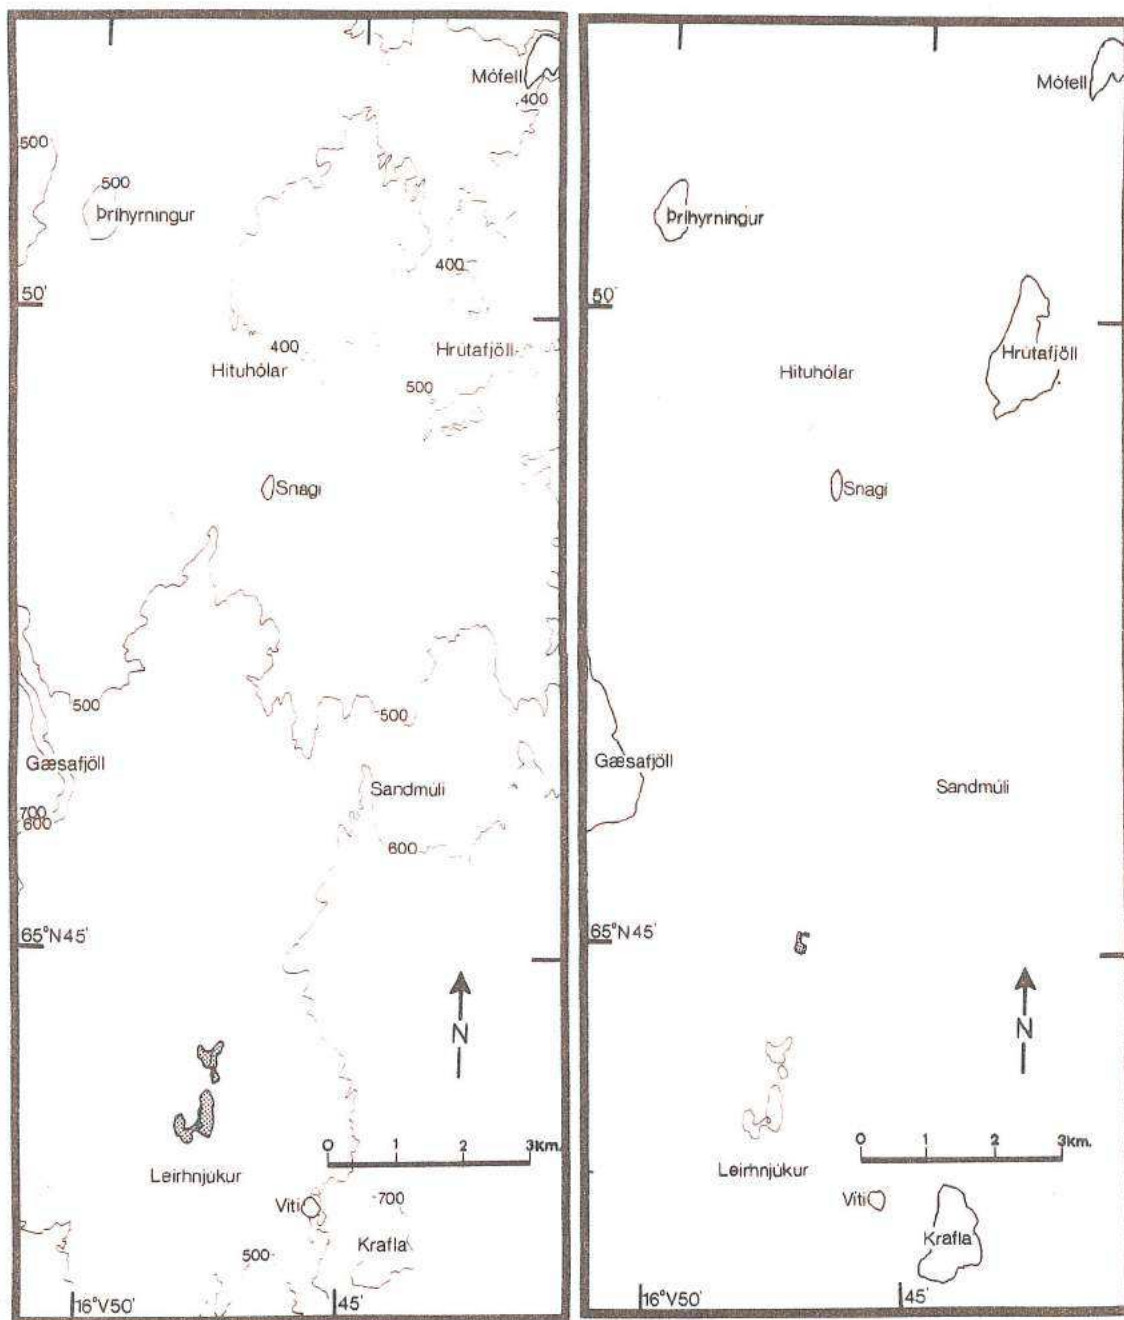 Mófell
.400
500
500
Þríhyrningur
400
50'
400
Hrútafjöll
Hituhólar
500
Snagi
500
500
Gæsafjöll
Sandmúli
700
600
600
65°N45'
N
0 1 2 3Km.
Leirhnjúkur
Víti
700
Krafla
500
16°V50'
45'
Mófell
Þríhyrningur
50'
Hrútafjöll
Hituhólar
Snagi
Gæsafjöll
Sandmúli
65°N45'
N
0 1 2 3Km.
Leirhnjúkur
Víti
Krafla
16°V50'
45'